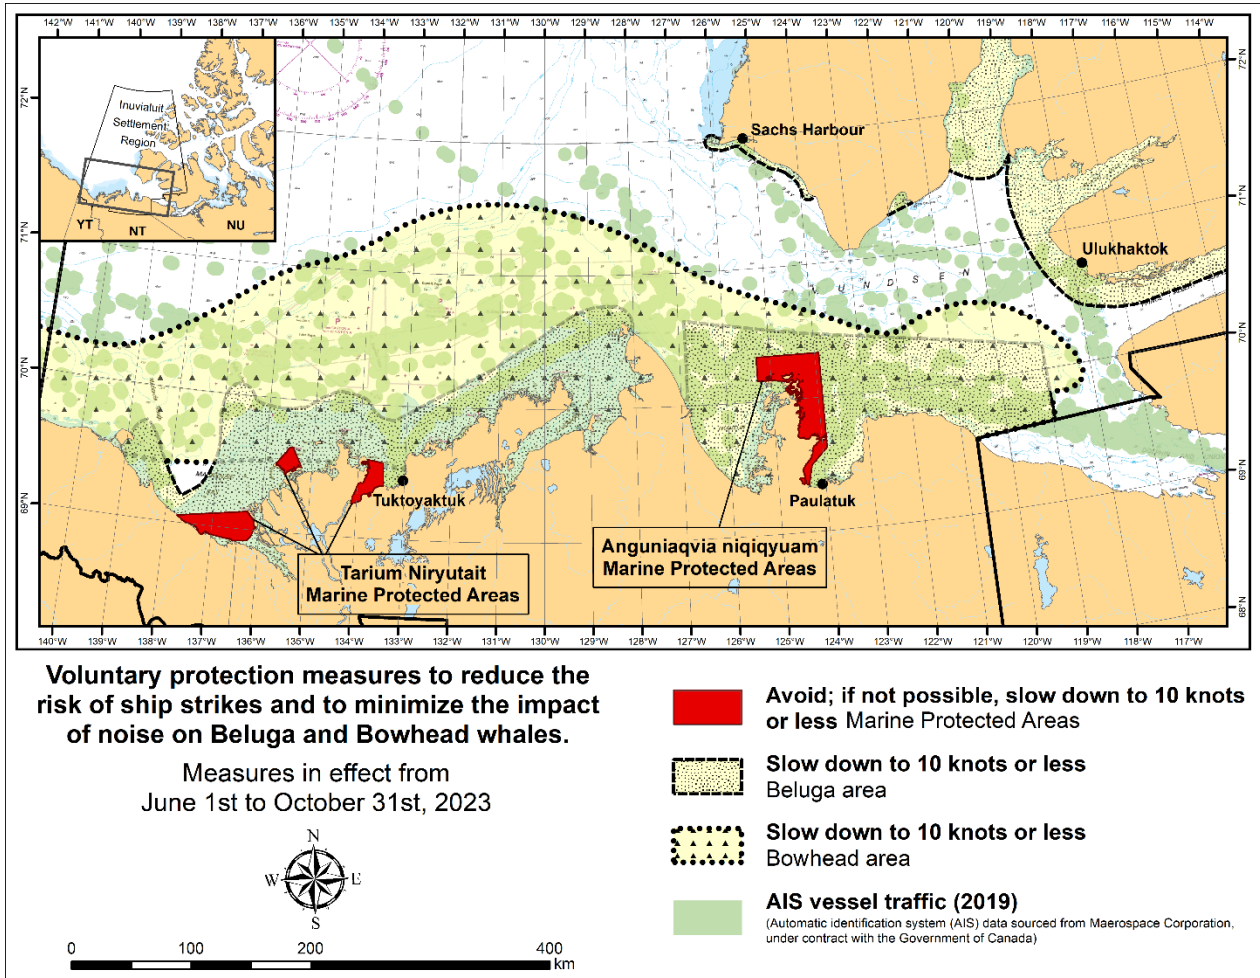 142°W 141°W 140°W 139°W 138°W 137°W 136°W 135°W 134°W 133°W 132°W 131°W 130°W 129°W 128°W 127°W 126°W 125°W 124°W 123°W 122°W 121°W 120°W 119°W 118°W 117°W 116°W 115°W 114°W
72°N
71°N
70°N
69°N
72°N
71°N
70°N
69°N
68°N
Inuvialuit
Settlement
Region
YT
NT
NU
Sachs Harbour
Ulukhaktok
UNDSEN
Tuktoyaktuk
Paulatuk
Tarium Niryutait
Marine Protected Areas
Anguniaqvia niqiqyuam
Marine Protected Areas
140°W 139°W 138°W 137°W 136°W 135°W 134°W 133°W 132°W 131°W 130°W 129°W 128°W 127°W 126°W 125°W 124°W 123°W 122°W 121°W 120°W 119°W 118°W 117°W
Voluntary protection measures to reduce the
risk of ship strikes and to minimize the impact
of noise on Beluga and Bowhead whales.
Measures in effect from
June 1st to October 31st, 2023
N
W E
S
0 100 200 400
km
Avoid; if not possible, slow down to 10 knots
or less Marine Protected Areas
Slow down to 10 knots or less
Beluga area
Slow down to 10 knots or less
Bowhead area
AIS vessel traffic (2019)
(Automatic identification system (AIS) data sourced from Maerospace Corporation,
under contract with the Government of Canada)